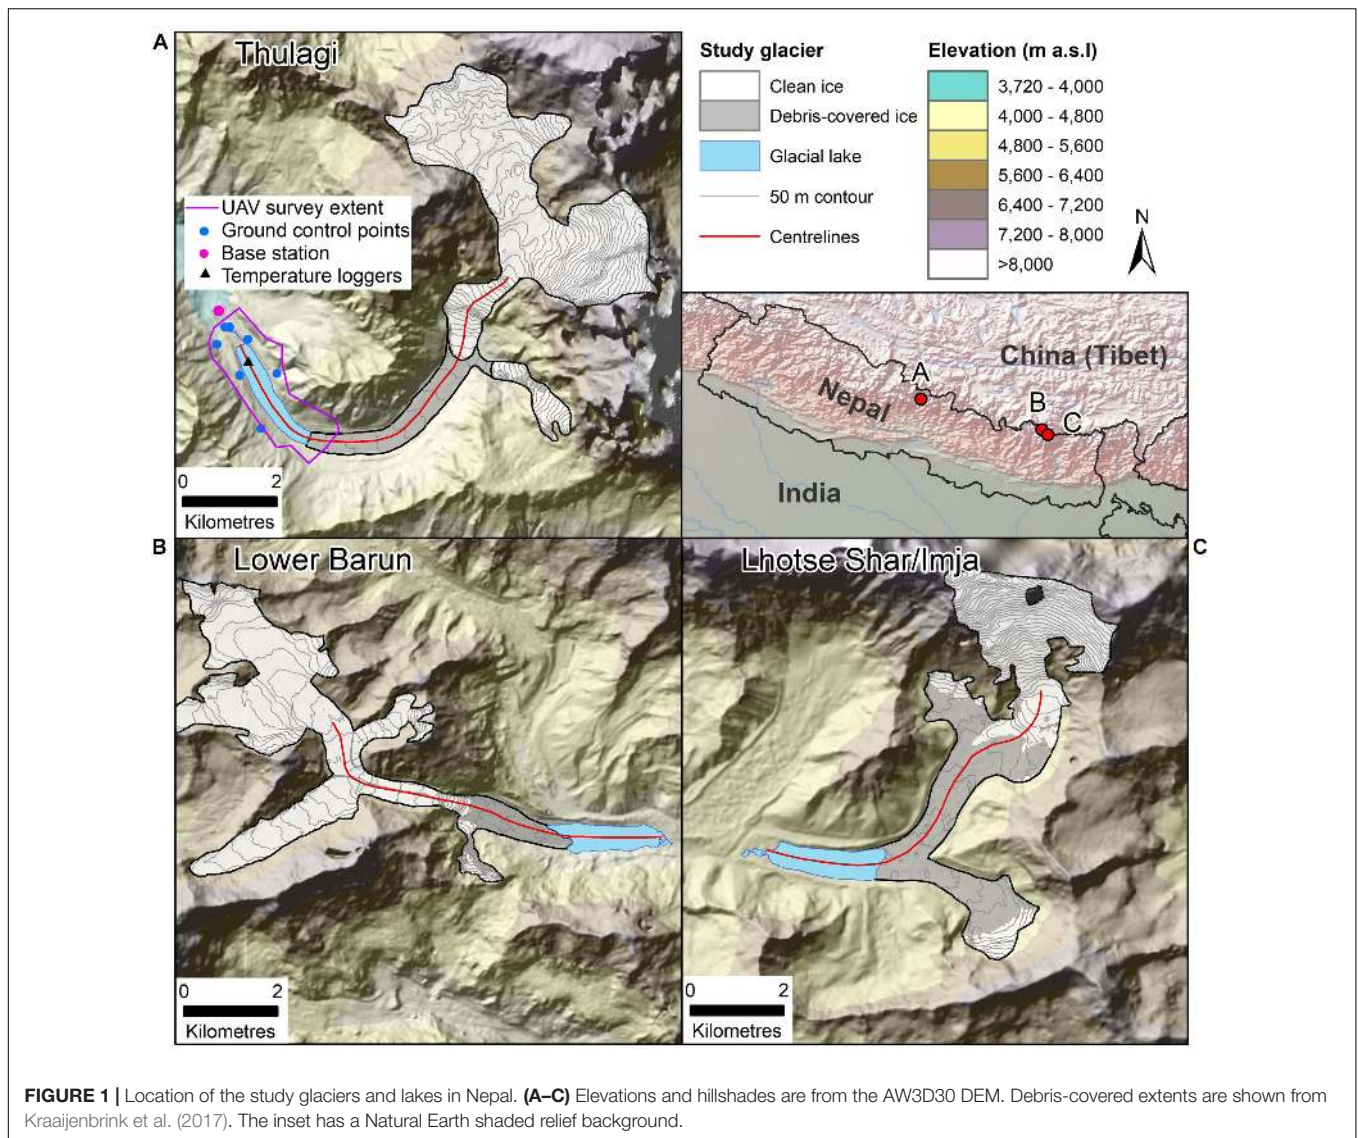 A
Thulagi
UAV survey extent
Ground control points
Base station
Temperature loggers
0 2
Kilometres
Study glacier
Clean ice
Debris-covered ice
Glacial lake
50 m contour
Centrelines
Elevation (m a.s.l)
3,720 - 4,000
4,000 - 4,800
4,800 - 5,600
5,600 - 6,400
6,400 - 7,200
7,200 - 8,000
>8,000
N
China (Tibet)
A
Nepal
B
C
India
B
Lower Barun
0 2
Kilometres
Lhotse Shar/Imja
C
0 2
Kilometres
FIGURE 1 | Location of the study glaciers and lakes in Nepal. (A–C) Elevations and hillshades are from the AW3D30 DEM. Debris-covered extents are shown from
Kraaijenbrink et al. (2017). The inset has a Natural Earth shaded relief background.